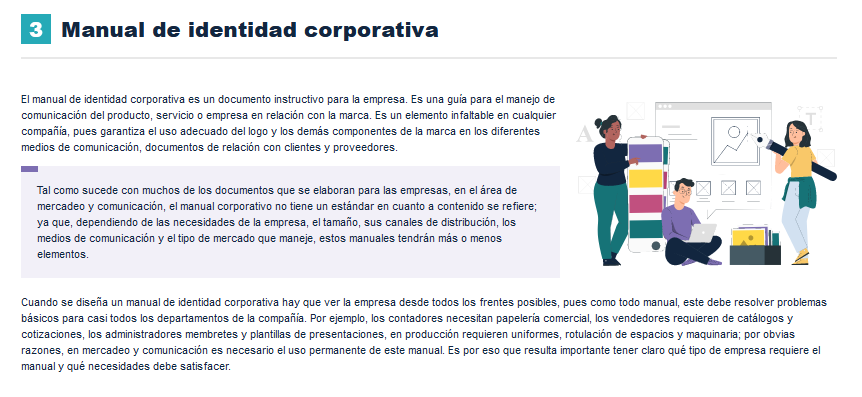 3 Manual de identidad corporativa
El manual de identidad corporativa es un documento instructivo para la empresa. Es una guía para el manejo de
comunicación del producto, servicio o empresa en relación con la marca. Es un elemento infaltable en cualquier
compañía, pues garantiza el uso adecuado del logo y los demás componentes de la marca en los diferentes
medios de comunicación, documentos de relación con clientes y proveedores.
A
T
Tal como sucede con muchos de los documentos que se elaboran para las empresas, en el área de
mercadeo y comunicación, el manual corporativo no tiene un estándar en cuanto a contenido se refiere;
ya que, dependiendo de las necesidades de la empresa, el tamaño, sus canales de distribución, los
medios de comunicación y el tipo de mercado que maneje, estos manuales tendrán más o menos
elementos.
Cuando se diseña un manual de identidad corporativa hay que ver la empresa desde todos los frentes posibles, pues como todo manual, este debe resolver problemas
básicos para casi todos los departamentos de la compañía. Por ejemplo, los contadores necesitan papelería comercial, los vendedores requieren de catálogos y
cotizaciones, los administradores membretes y plantillas de presentaciones, en producción requieren uniformes, rotulación de espacios y maquinaria; por obvias
razones, en mercadeo y comunicación es necesario el uso permanente de este manual. Es por eso que resulta importante tener claro qué tipo de empresa requiere el
manual y qué necesidades debe satisfacer.